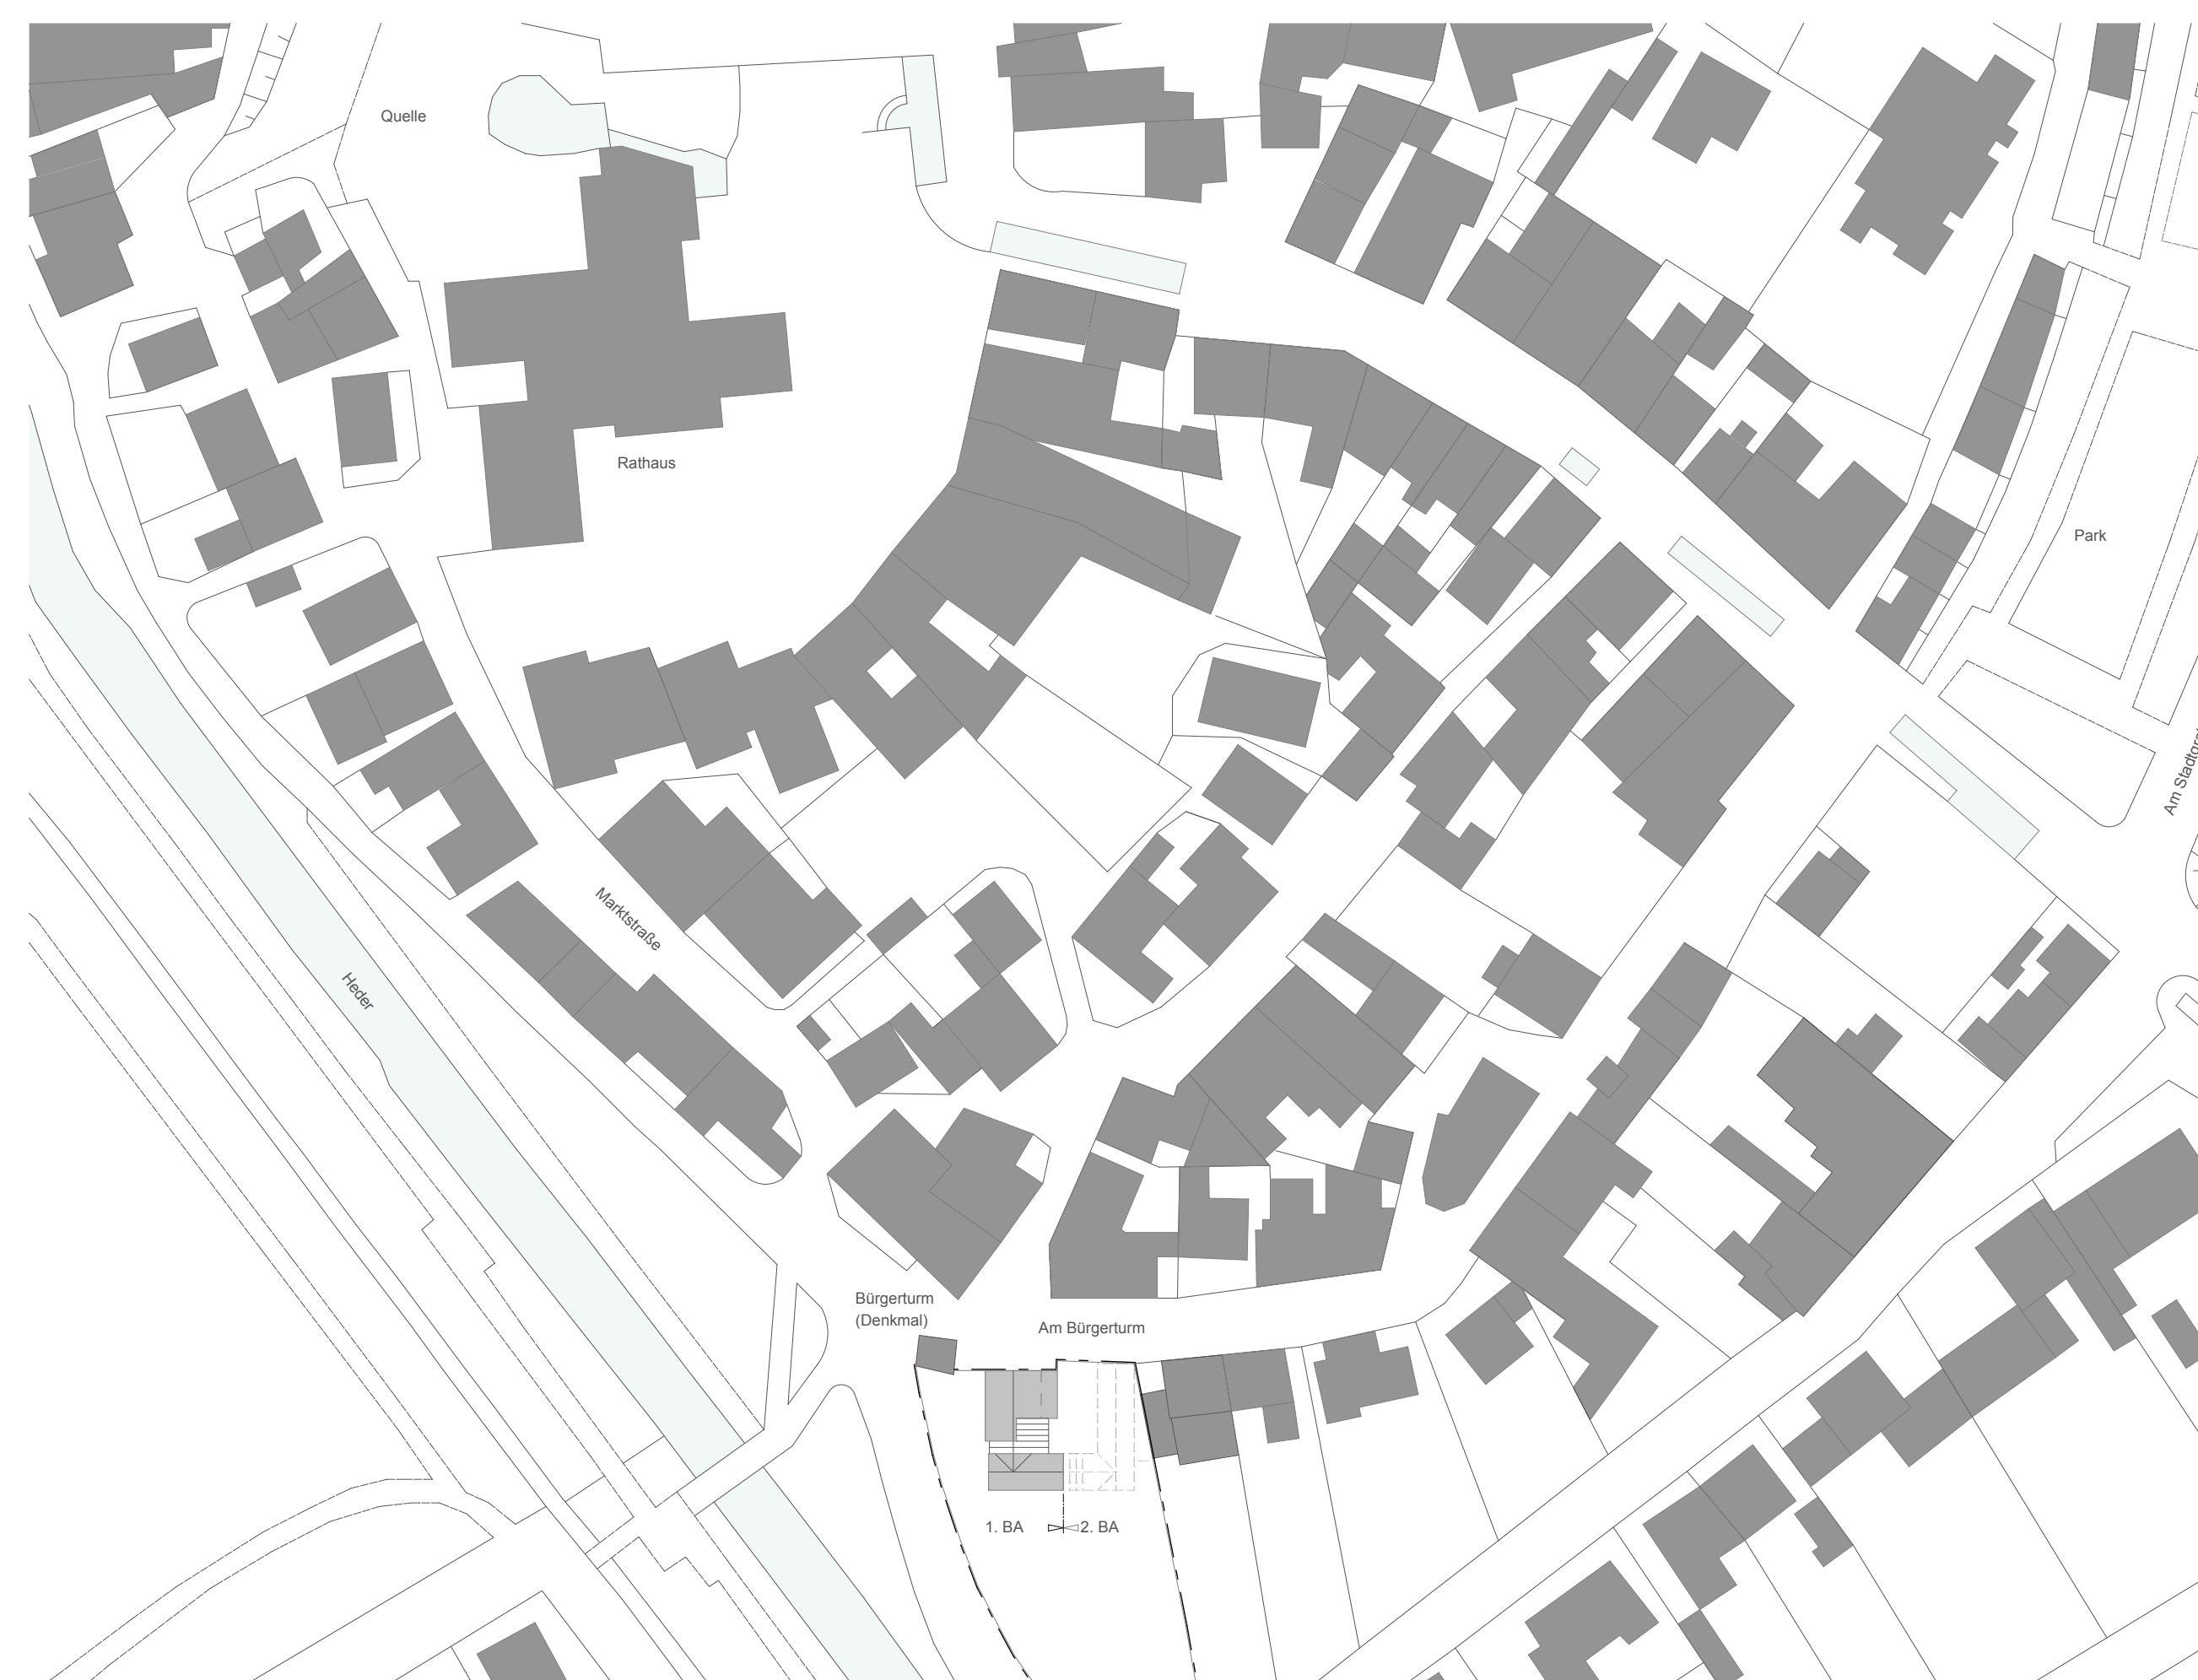 Quelle
Rathaus
Park
Marktstraße
Heder
Bürgerturm
(Denkmal)
Am Bürgerturm
1. BA
2. BA